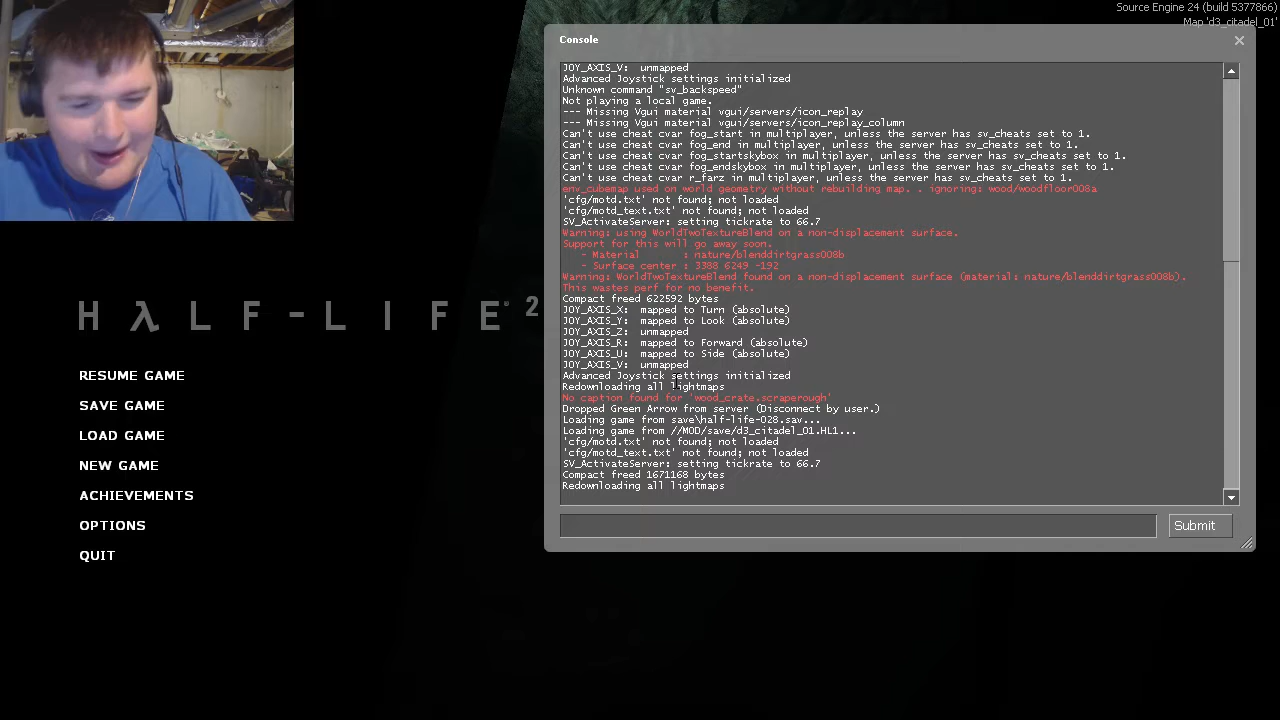 Source Engine 24 (build 5377866)
Map 'd3_citadel_01'
Console
JOY_AXIS_V:  unmapped
Advanced Joystick settings initialized
Unknown command "sv_backspeed"
Not playing a local game.
--- Missing Vgui material vgui/servers/icon_replay
--- Missing Vgui material vgui/servers/icon_replay_column
Can't use cheat cvar fog_start in multiplayer, unless the server has sv_cheats set to 1.
Can't use cheat cvar fog_end in multiplayer, unless the server has sv_cheats set to 1.
Can't use cheat cvar fog_startskybox in multiplayer, unless the server has sv_cheats set to 1.
Can't use cheat cvar fog_endskybox in multiplayer, unless the server has sv_cheats set to 1.
Can't use cheat cvar r_farz in multiplayer, unless the server has sv_cheats set to 1.
env_cubemap used on world geometry without rebuilding map. . ignoring: wood/woodfloor008a
'cfg/motd.txt' not found; not loaded
'cfg/motd_text.txt' not found; not loaded
SV_ActivateServer: setting tickrate to 66.7
Warning: using WorldTwoTextureBlend on a non-displacement surface.
Support for this will go away soon.
- Material      : nature/blenddirtgrass008b
- Surface center : 3388 6249 -192
Warning: WorldTwoTextureBlend found on a non-displacement surface (material: nature/blenddirtgrass008b).
This wastes perf for no benefit.
Compact freed 622592 bytes
JOY_AXIS_X:  mapped to Turn (absolute)
JOY_AXIS_Y:  mapped to Look (absolute)
JOY_AXIS_Z:  unmapped
JOY_AXIS_R:  mapped to Forward (absolute)
JOY_AXIS_U:  mapped to Side (absolute)
JOY_AXIS_V:  unmapped
Advanced Joystick settings initialized
Redownloading all lightmaps
No caption found for 'wood_crate.scraperough'
Dropped Green Arrow from server (Disconnect by user.)
Loading game from save\half-life-028.sav...
Loading game from //MOD/save/d3_citadel_01.HL1...
'cfg/motd.txt' not found; not loaded
'cfg/motd_text.txt' not found; not loaded
SV_ActivateServer: setting tickrate to 66.7
Compact freed 1671168 bytes
Redownloading all lightmaps
Submit
HλLF-LIFE® 2
RESUME GAME
SAVE GAME
LOAD GAME
NEW GAME
ACHIEVEMENTS
OPTIONS
QUIT